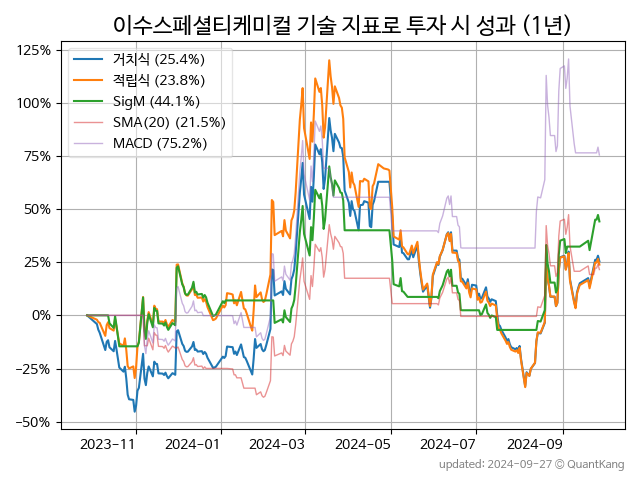 이수스페셜티케미컬 기술 지표로 투자 시 성과 (1년)
125%
100%
75%
50%
25%
0%
−25%
−50%
거치식 (25.4%)
적립식 (23.8%)
SigM (44.1%)
SMA(20) (21.5%)
MACD (75.2%)
2023-11
2024-01
2024-03
2024-05
2024-07
2024-09
updated: 2024-09-27 © QuantKang